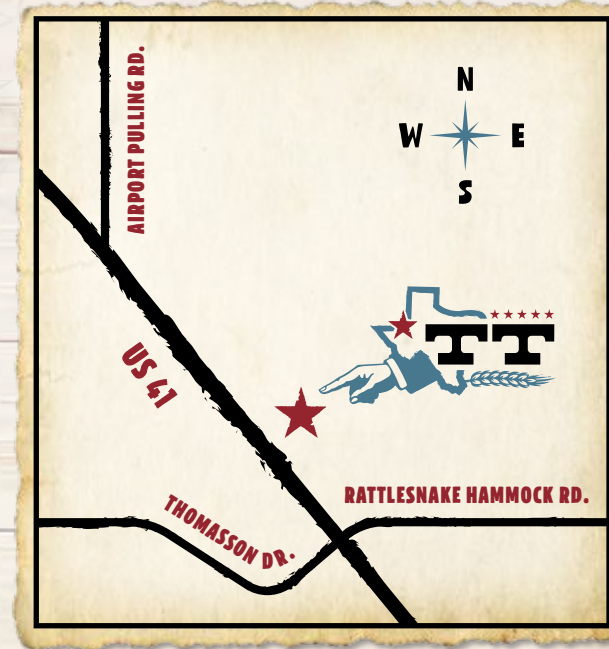 AIRPORT PULLING RD.
N
W E
S
TT
US 41
RATTLESNAKE HAMMOCK RD.
THOMASSON DR.